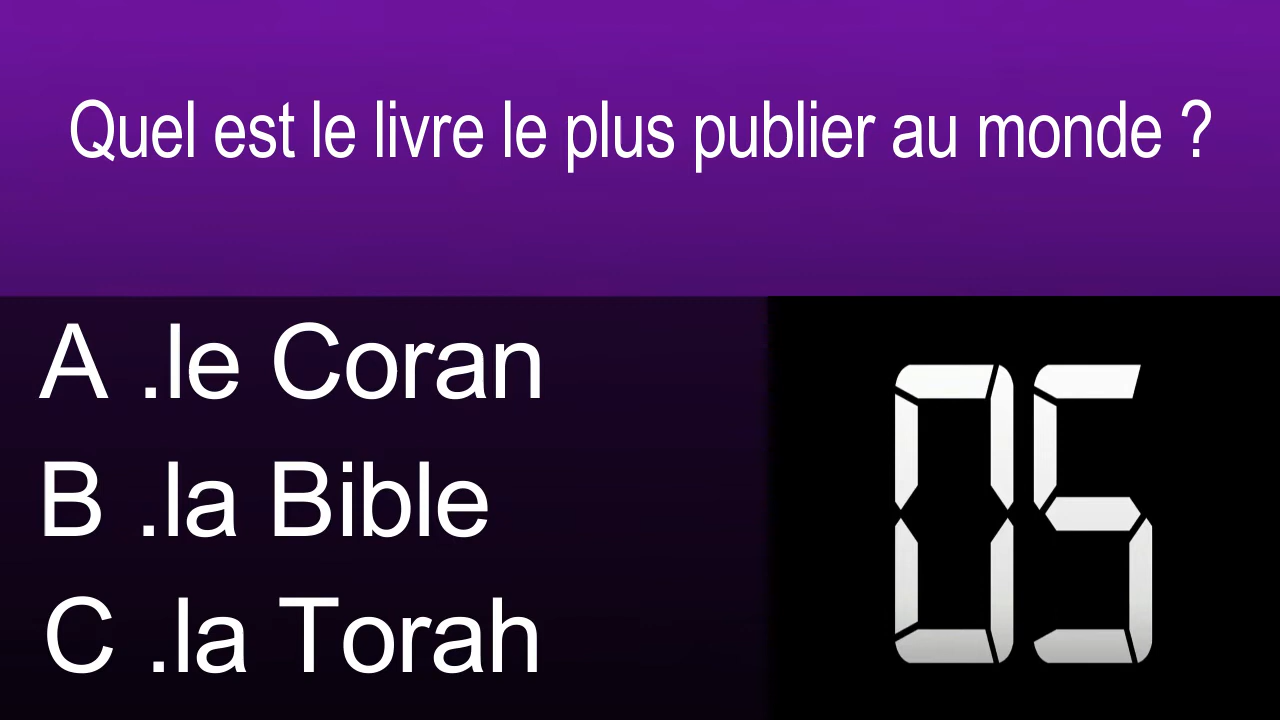 Quel est le livre le plus publier au monde ?
A .le Coran
B .la Bible
C .la Torah
05